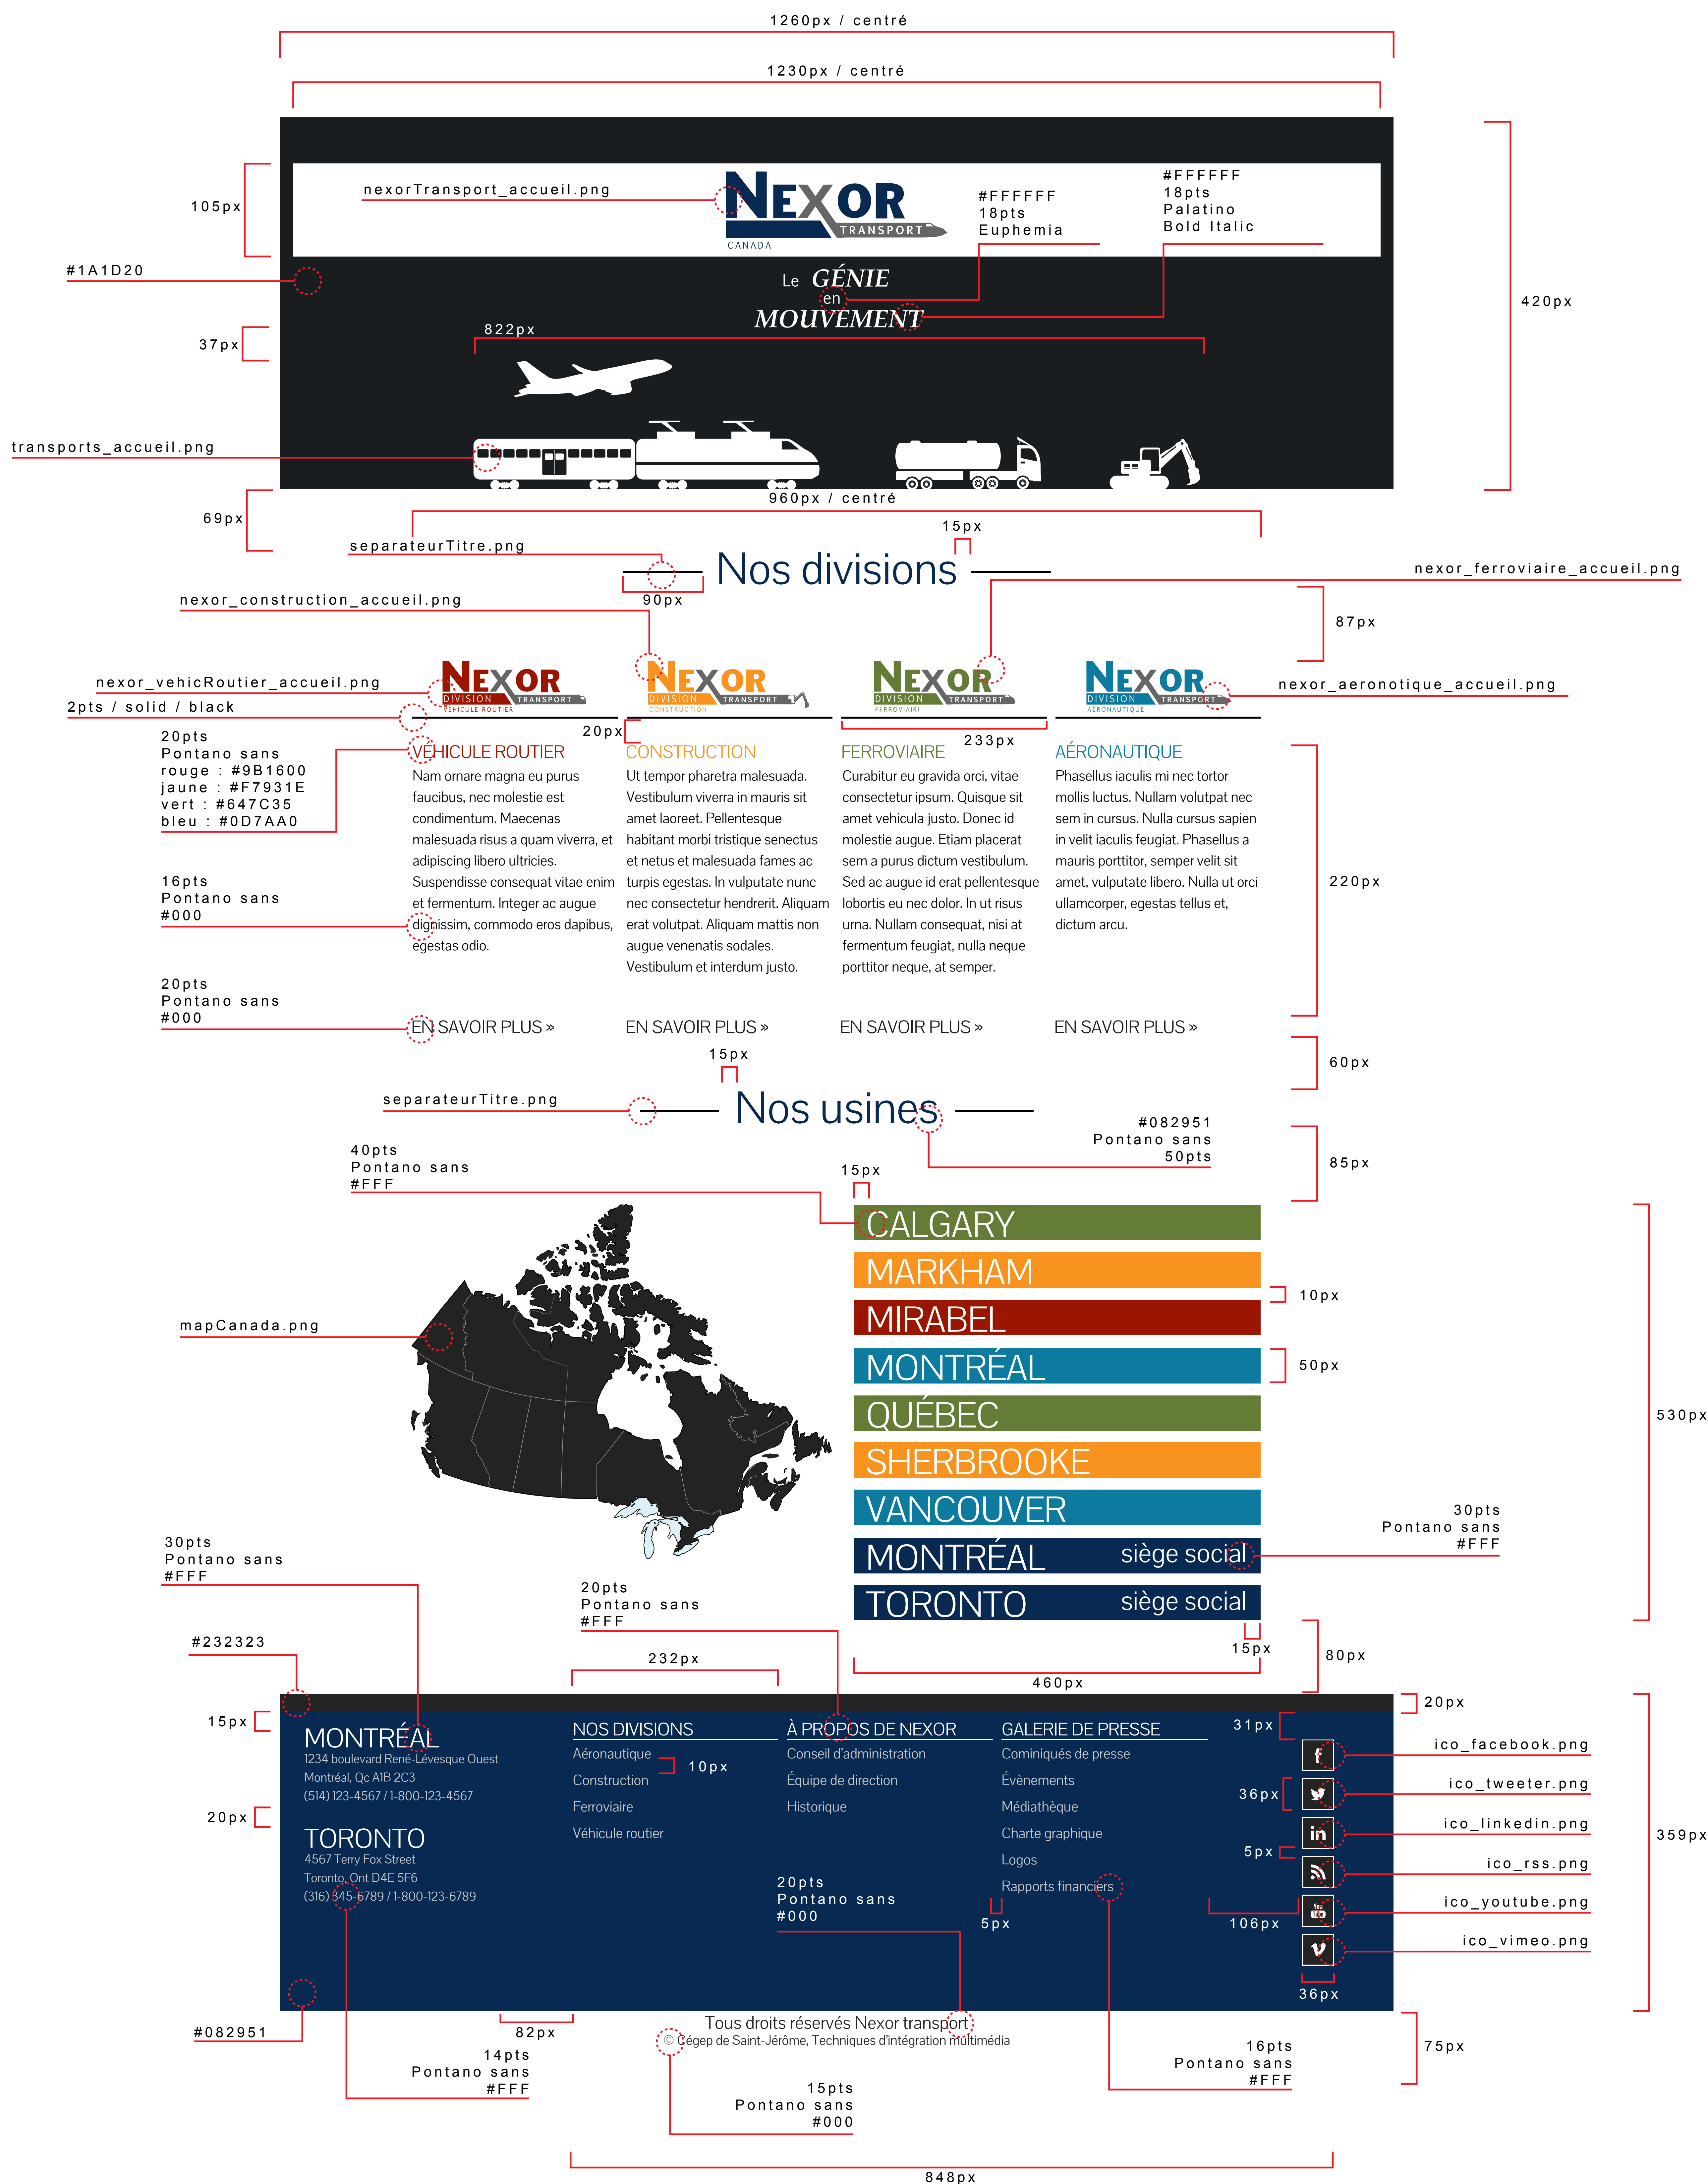 1260px / centré
1230px / centré
nexorTransport_accueil.png
NEXOR
TRANSPORT
CANADA
#FFFFFF
18pts
Euphemia
#FFFFFF
18pts
Palatino
Bold Italic
105px
#1A1D20
Le GÉNIE
en
MOUVEMENT
420px
37px
822px
transports_accueil.png
69px
960px / centré
15px
separateurTitre.png
Nos divisions
90px
nexor_ferroviaire_accueil.png
nexor_construction_accueil.png
87px
nexor_vehicRoutier_accueil.png
2pts / solid / black
NEXOR
DIVISION TRANSPORT
VÉHICULE ROUTIER
NEXOR
DIVISION TRANSPORT
CONSTRUCTION
NEXOR
DIVISION TRANSPORT
FERROVIAIRE
NEXOR
DIVISION TRANSPORT
AÉRONAUTIQUE
nexor_aeronotique_accueil.png
20px
233px
20pts
Pontano sans
rouge : #9B1600
jaune : #F7931E
vert : #647C35
bleu : #0D7AA0
VÉHICULE ROUTIER
Nam ornare magna eu purus
faucibus, nec molestie est
condimentum. Maecenas
malesuada risus a quam viverra, et
adipiscing libero ultricies.
Suspendisse consequat vitae enim
et fermentum. Integer ac augue
dignissim, commodo eros dapibus,
egestas odio.
CONSTRUCTION
Ut tempor pharetra malesuada.
Vestibulum viverra in mauris sit
amet laoreet. Pellentesque
habitant morbi tristique senectus
et netus et malesuada fames ac
turpis egestas. In vulputate nunc
nec consectetur hendrerit. Aliquam
erat volutpat. Aliquam mattis non
augue venenatis sodales.
Vestibulum et interdum justo.
FERROVIAIRE
Curabitur eu gravida orci, vitae
consectetur ipsum. Quisque sit
amet vehicula justo. Donec id
molestie augue. Etiam placerat
sem a purus dictum vestibulum.
Sed ac augue id erat pellentesque
lobortis eu nec dolor. In ut risus
urna. Nullam consequat, nisi at
fermentum feugiat, nulla neque
porttitor neque, at semper.
AÉRONAUTIQUE
Phasellus iaculis mi nec tortor
mollis luctus. Nullam volutpat nec
sem in cursus. Nulla cursus sapien
in velit iaculis feugiat. Phasellus a
mauris porttitor, semper velit sit
amet, vulputate libero. Nulla ut orci
ullamcorper, egestas tellus et,
dictum arcu.
220px
16pts
Pontano sans
#000
20pts
Pontano sans
#000
EN SAVOIR PLUS »
EN SAVOIR PLUS »
EN SAVOIR PLUS »
EN SAVOIR PLUS »
60px
15px
separateurTitre.png
Nos usines
#082951
Pontano sans
50pts
85px
40pts
Pontano sans
#FFF
15px
CALGARY
MARKHAM
MIRABEL
MONTRÉAL
QUÉBEC
SHERBROOKE
VANCOUVER
MONTRÉAL siège social
TORONTO siège social
10px
50px
530px
mapCanada.png
30pts
Pontano sans
#FFF
30pts
Pontano sans
#FFF
20pts
Pontano sans
#FFF
15px
80px
460px
#232323
232px
20px
15px
MONTRÉAL
1234 boulevard René-Lévesque Ouest
Montréal, Qc A1B 2C3
(514) 123-4567 / 1-800-123-4567
20px
TORONTO
4567 Terry Fox Street
Toronto, Ont D4E 5F6
(316) 345-6789 / 1-800-123-6789
NOS DIVISIONS
Aéronautique
Construction
Ferroviaire
Véhicule routier
10px
À PROPOS DE NEXOR
Conseil d'administration
Équipe de direction
Historique
GALERIE DE PRESSE
Cominiqués de presse
Évènements
Médiathèque
Charte graphique
Logos
Rapports financiers
31px
36px
5px
f
in
You
Tube
ico_facebook.png
ico_tweeter.png
ico_linkedin.png
ico_rss.png
ico_youtube.png
ico_vimeo.png
359px
20pts
Pontano sans
#000
5px
106px
36px
#082951
82px
Tous droits réservés Nexor transport
© Cégep de Saint-Jérôme, Techniques d'intégration multimédia
75px
14pts
Pontano sans
#FFF
16pts
Pontano sans
#FFF
15pts
Pontano sans
#000
848px